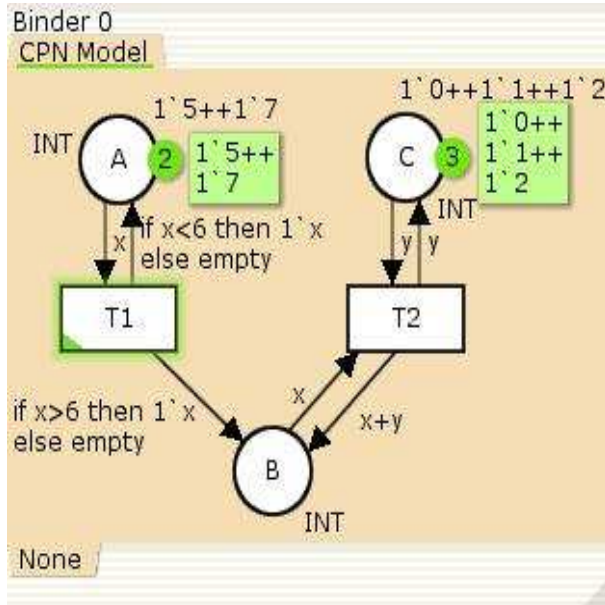 Binder 0
CPN Model
1`5++1`7
1`0++1`1++1`2
INT
A
2
1`5++
1`7
C
3
1`0++
1`1++
1`2
INT
x
if x<6 then 1`x
else empty
y
y
T1
T2
if x>6 then 1`x
else empty
x
x+y
B
INT
None